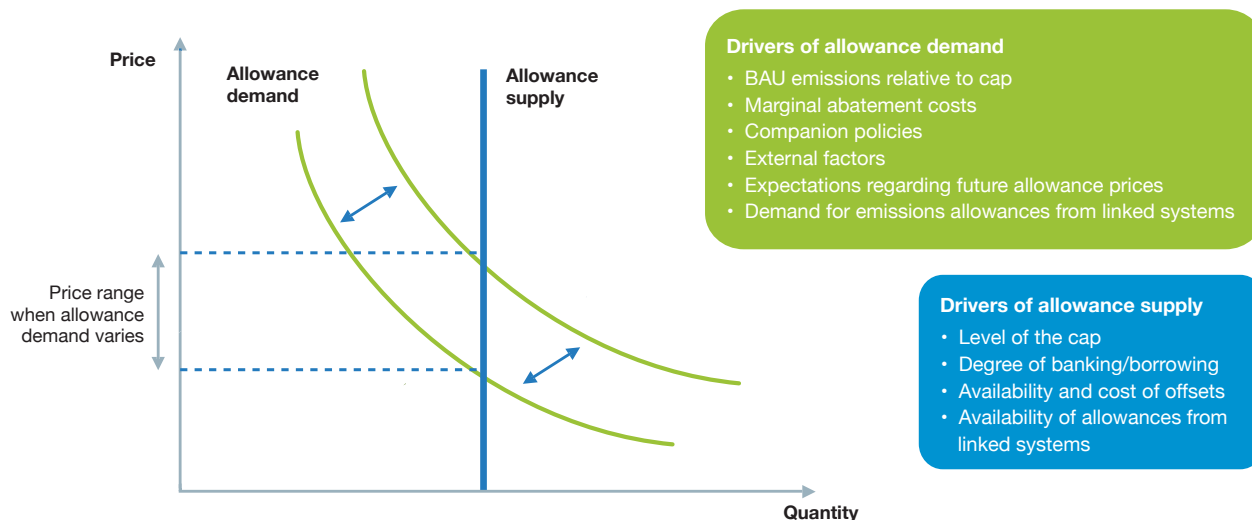 Price
Allowance
demand
Allowance
supply
Price range
when allowance
demand varies
Quantity
Drivers of allowance demand
• BAU emissions relative to cap
• Marginal abatement costs
• Companion policies
• External factors
• Expectations regarding future allowance prices
• Demand for emissions allowances from linked systems
Drivers of allowance supply
• Level of the cap
• Degree of banking/borrowing
• Availability and cost of offsets
• Availability of allowances from
linked systems